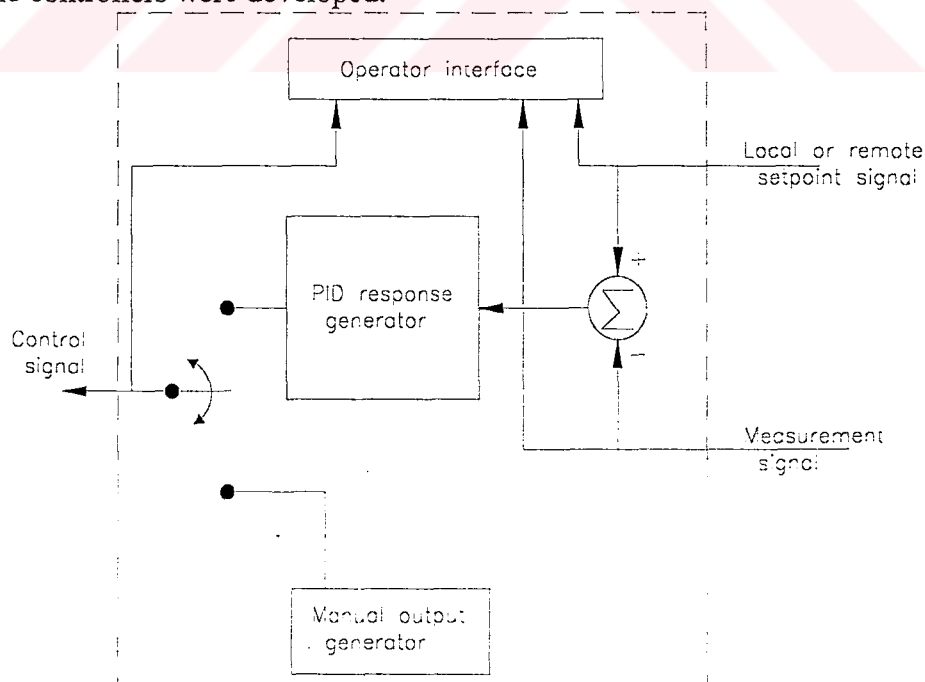 controllers were developed.
Operator interface
Local or remote
setpoint signal
+
PID response
generator
Σ
Control
signal
−
Measurement
signal
Manual output
generator